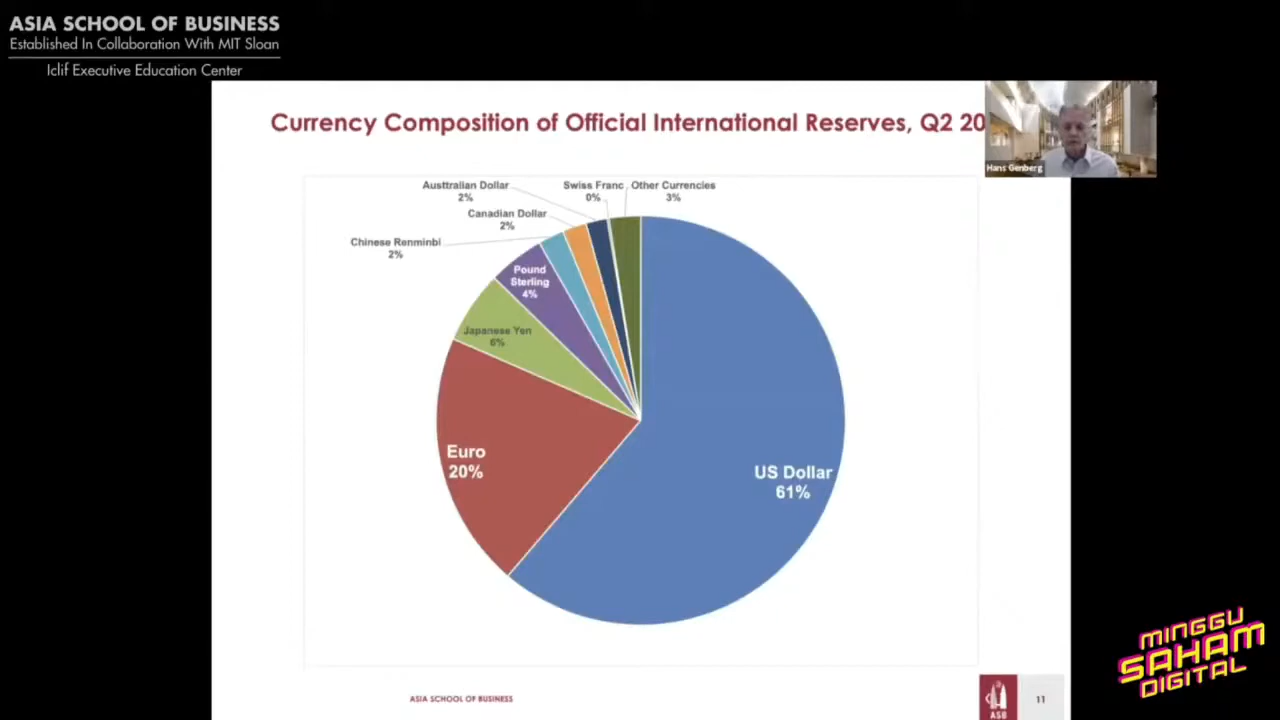 ASIA SCHOOL OF BUSINESS
Established In Collaboration With MIT Sloan
Iclif Executive Education Center
Currency Composition of Official International Reserves, Q2 20
Hans Genberg
Austtralian Dollar
2%
Swiss Franc
0%
Other Currencies
3%
Canadian Dollar
2%
Chinese Renminbi
2%
Pound
Sterling
4%
Japanese Yen
6%
Euro
20%
US Dollar
61%
MINGGU
SAHAM
DIGITAL
ASIA SCHOOL OF BUSINESS
ASB
11